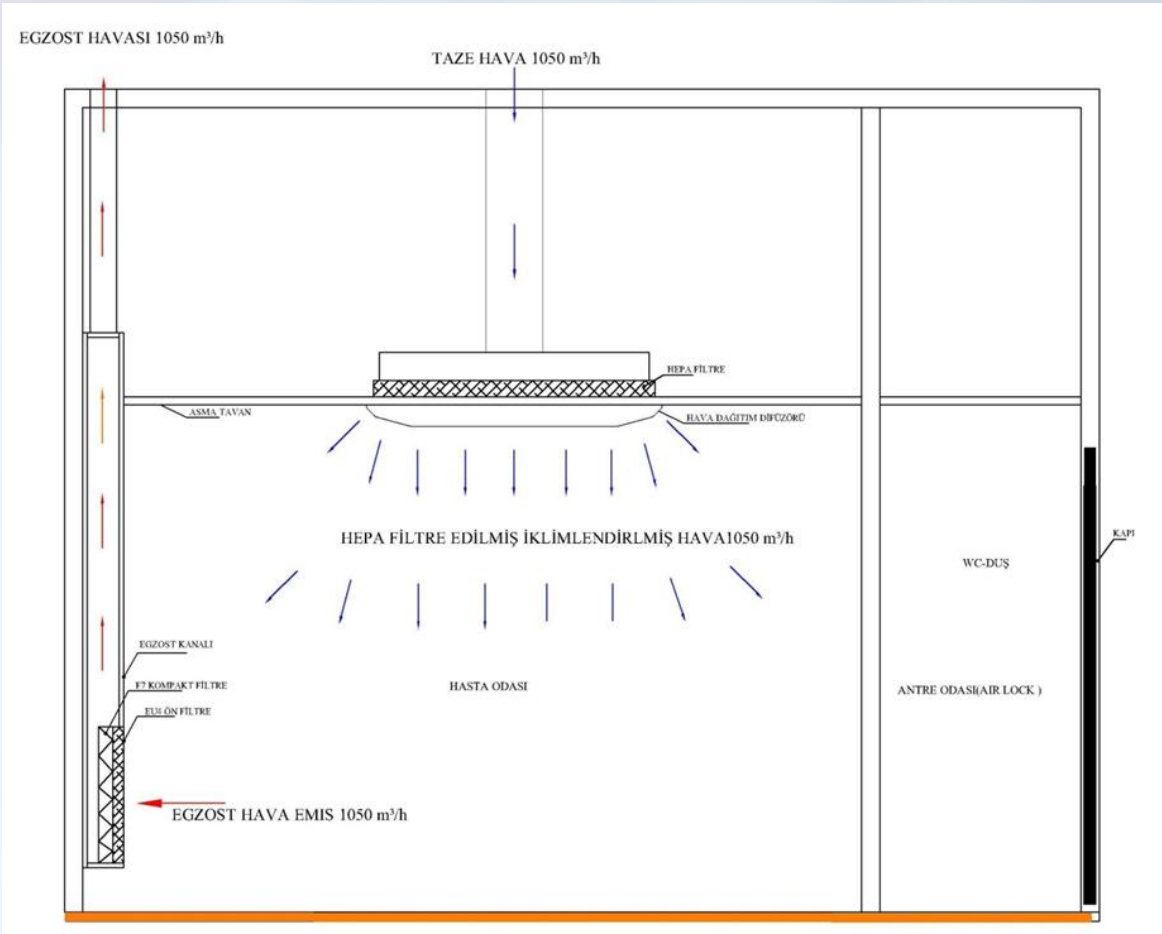 EGZOST HAVASI 1050 m³/h
TAZE HAVA 1050 m³/h
HEPA FİLTRE
ASMA TAVAN
HAVA DAĞITIM DİFÜZÖRÜ
HEPA FİLTRE EDİLMİŞ İKLİMLENDİRLMİŞ HAVA1050 m³/h
KAPI
WC-DUŞ
EGZOST KANALI
F7 KOMPAKT FİLTRE
HASTA ODASI
ANTRE ODASI(AIR LOCK )
EU4 ÖN FİLTRE
EGZOST HAVA EMIS 1050 m³/h